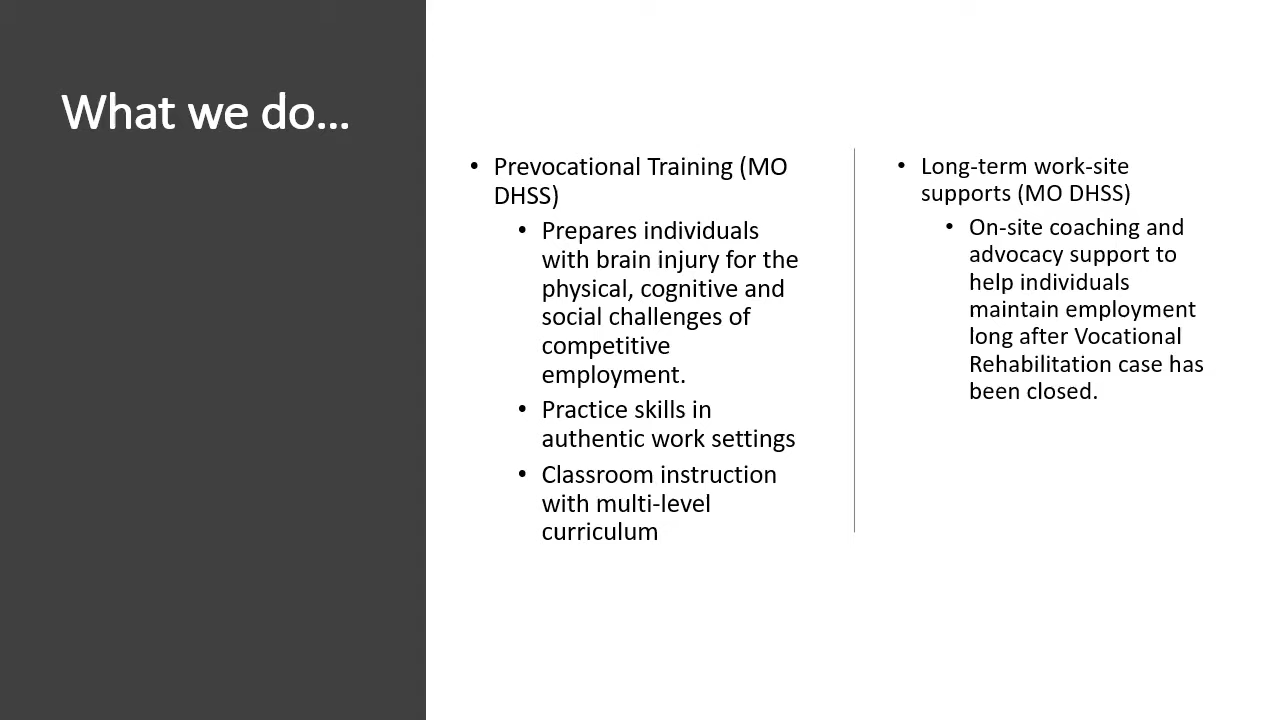 What we do...
• Prevocational Training (MO
DHSS)
• Prepares individuals
with brain injury for the
physical, cognitive and
social challenges of
competitive
employment.
• Practice skills in
authentic work settings
• Classroom instruction
with multi-level
curriculum
• Long-term work-site
supports (MO DHSS)
• On-site coaching and
advocacy support to
help individuals
maintain employment
long after Vocational
Rehabilitation case has
been closed.